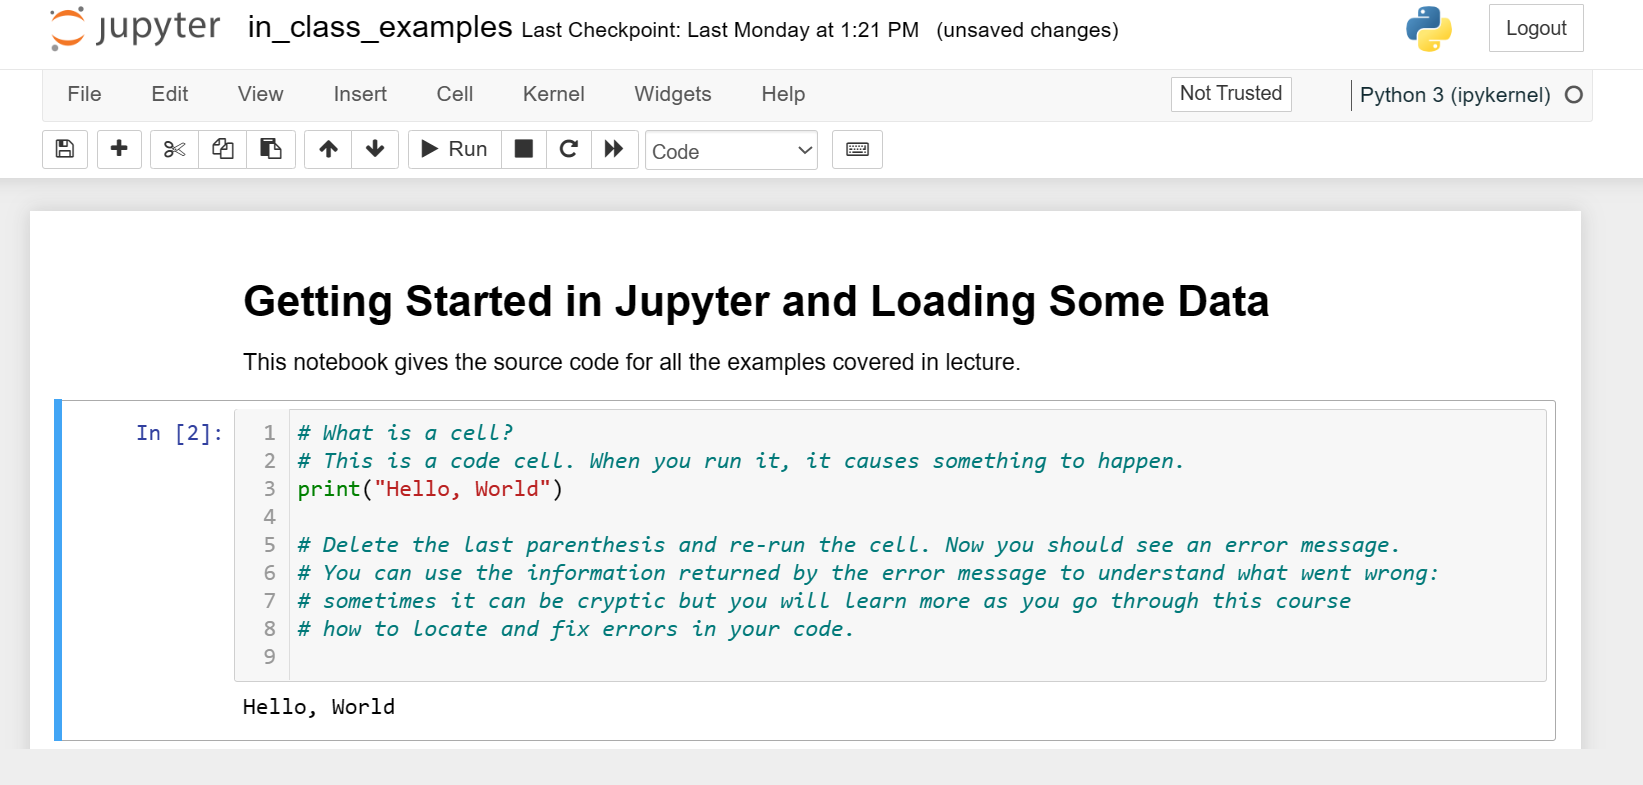 jupyter in_class_examples Last Checkpoint: Last Monday at 1:21 PM (unsaved changes) Logout
File Edit View Insert Cell Kernel Widgets Help Not Trusted Python 3 (ipykernel)
Run Code
Getting Started in Jupyter and Loading Some Data
This notebook gives the source code for all the examples covered in lecture.
In [2]: 1 # What is a cell?
2 # This is a code cell. When you run it, it causes something to happen.
3 print("Hello, World")
4
5 # Delete the last parenthesis and re-run the cell. Now you should see an error message.
6 # You can use the information returned by the error message to understand what went wrong:
7 # sometimes it can be cryptic but you will learn more as you go through this course
8 # how to locate and fix errors in your code.
9
Hello, World